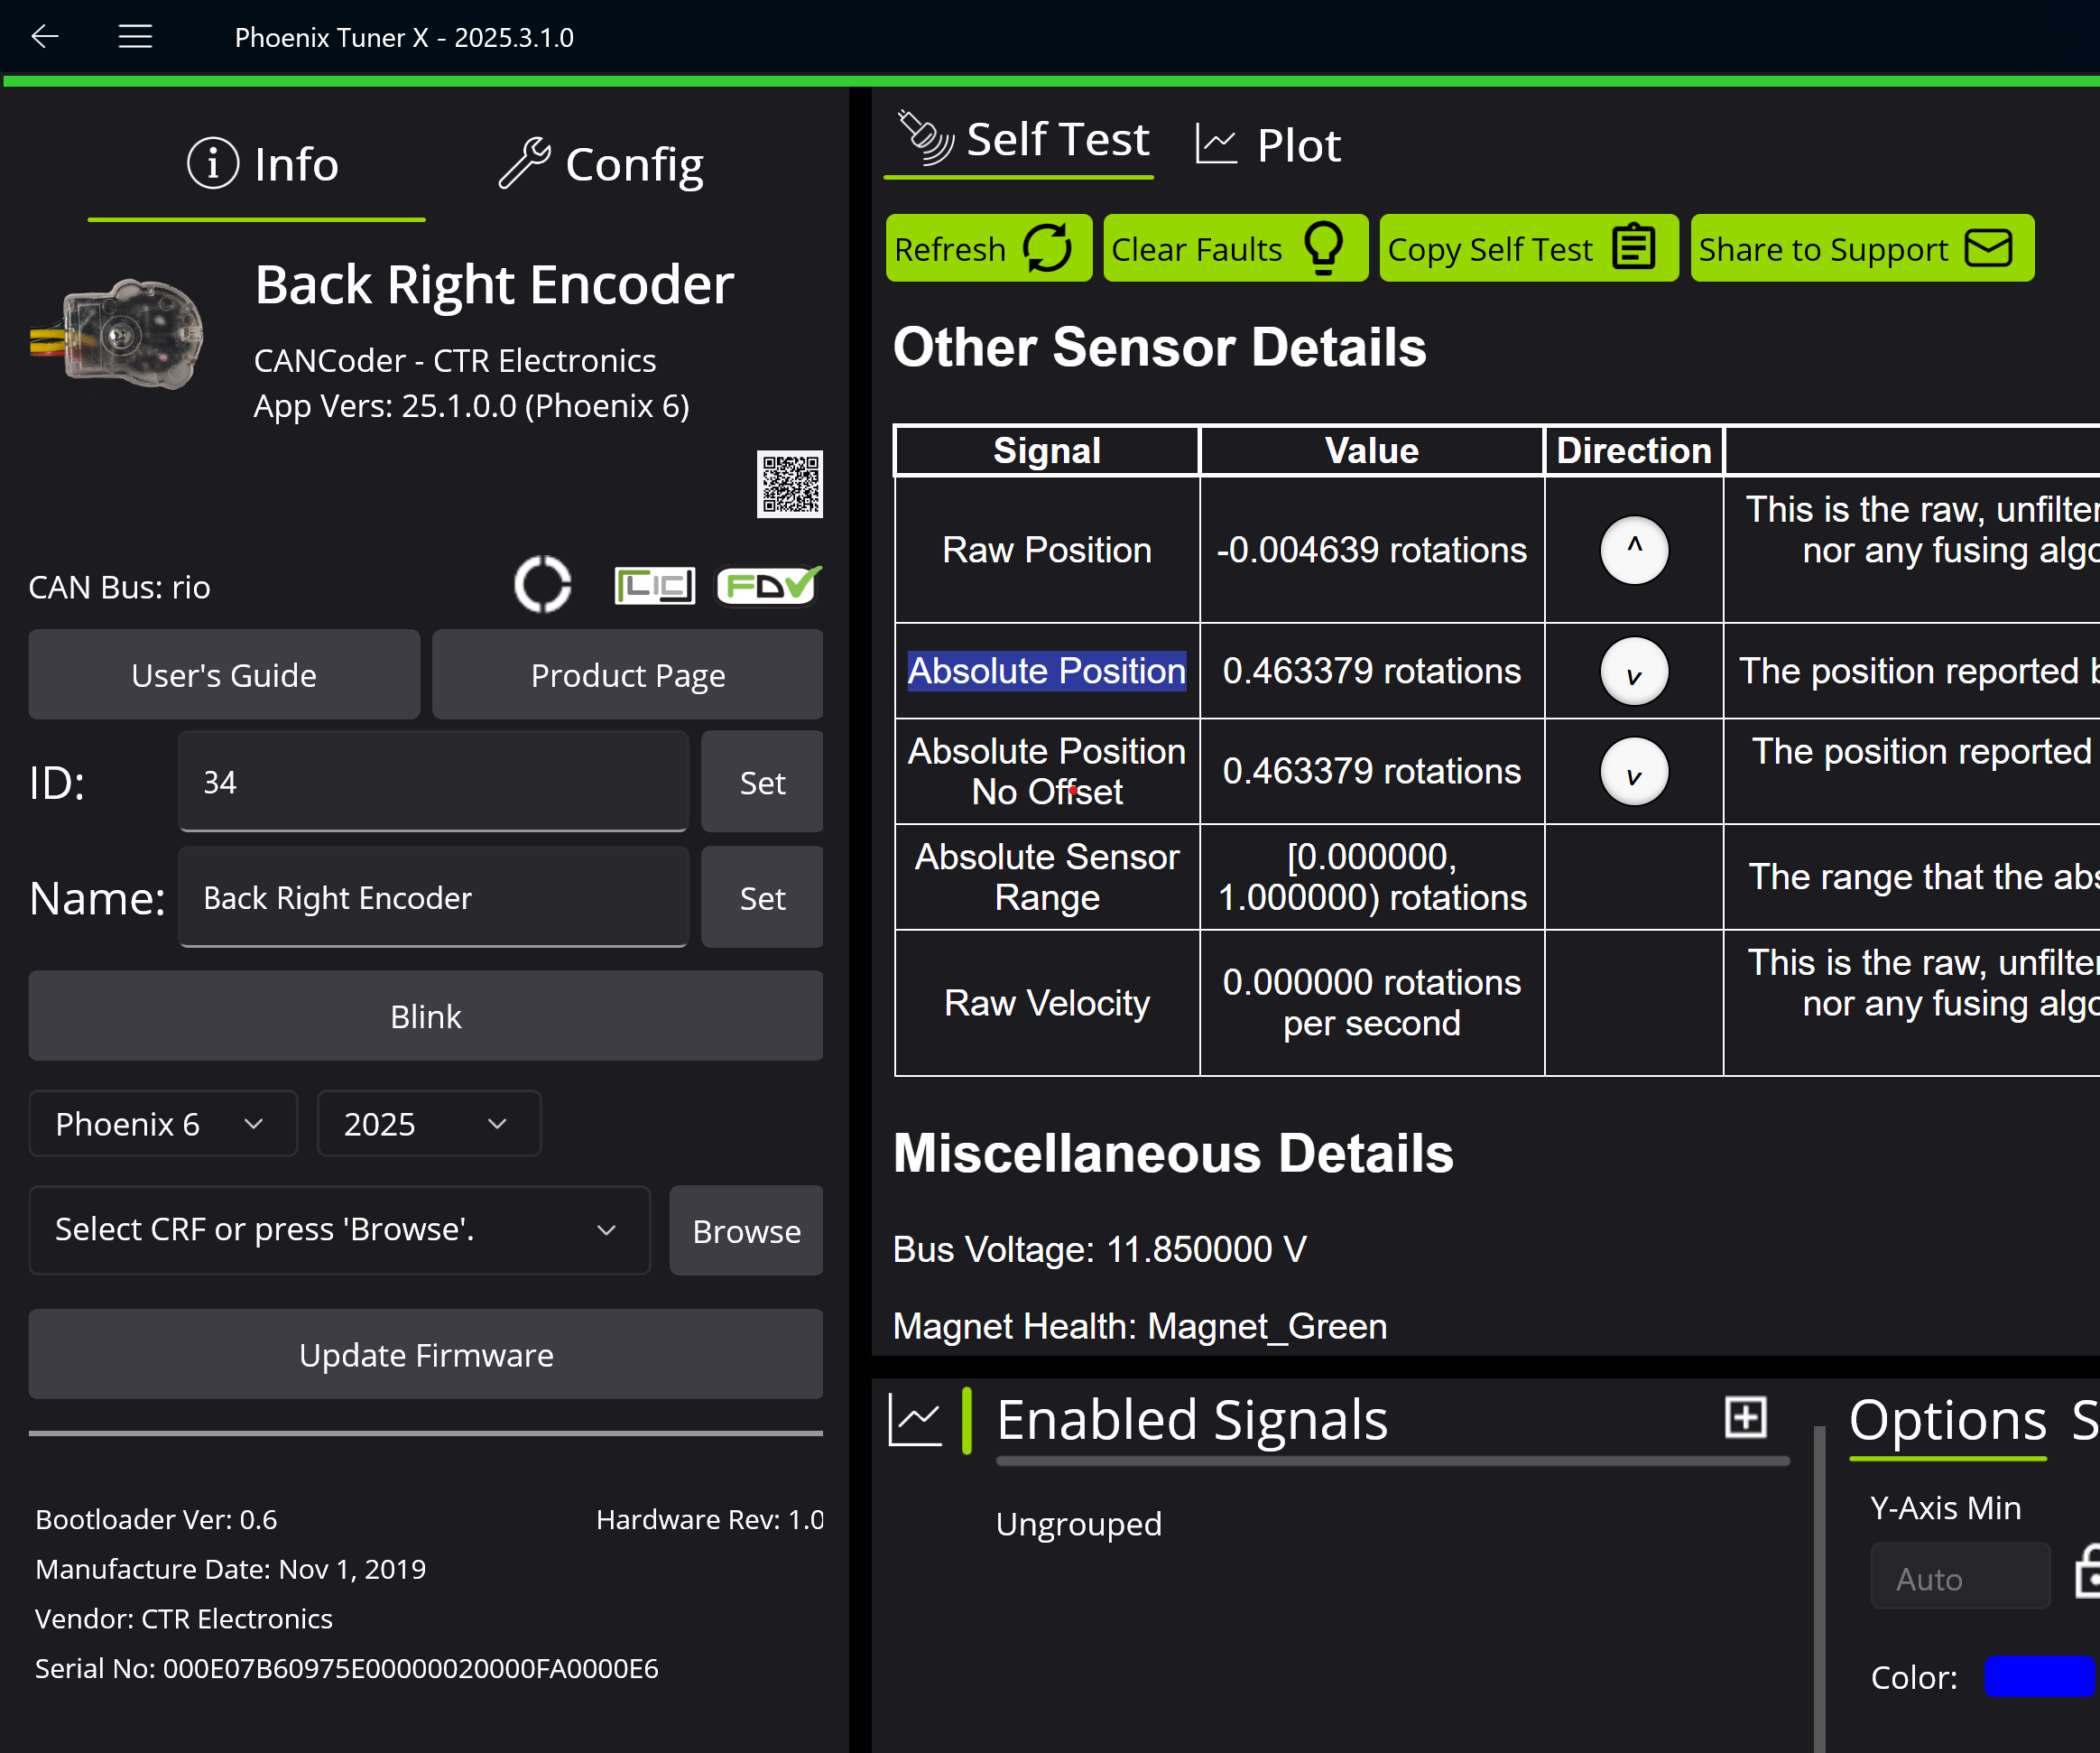 Phoenix Tuner X - 2025.3.1.0
Info
Config
Back Right Encoder
CANCoder - CTR Electronics
App Vers: 25.1.0.0 (Phoenix 6)
CAN Bus: rio
LIC
FD
User's Guide
Product Page
ID:
34
Set
Name:
Back Right Encoder
Set
Blink
Phoenix 6
2025
Select CRF or press 'Browse'.
Browse
Update Firmware
Bootloader Ver: 0.6
Hardware Rev: 1.0
Manufacture Date: Nov 1, 2019
Vendor: CTR Electronics
Serial No: 000E07B60975E00000020000FA0000E6
Self Test
Plot
Refresh
Clear Faults
Copy Self Test
Share to Support
Other Sensor Details
Signal Value Direction
Raw Position -0.004639 rotations ^ This is the raw, unfilter
nor any fusing algo
Absolute Position 0.463379 rotations v The position reported b
Absolute Position
No Offset
0.463379 rotations v The position reported
Absolute Sensor
Range
[0.000000,
1.000000) rotations
The range that the abs
Raw Velocity
0.000000 rotations
per second
This is the raw, unfilter
nor any fusing algo
Miscellaneous Details
Bus Voltage: 11.850000 V
Magnet Health: Magnet_Green
Enabled Signals
Ungrouped
Options S
Y-Axis Min
Auto
Color: